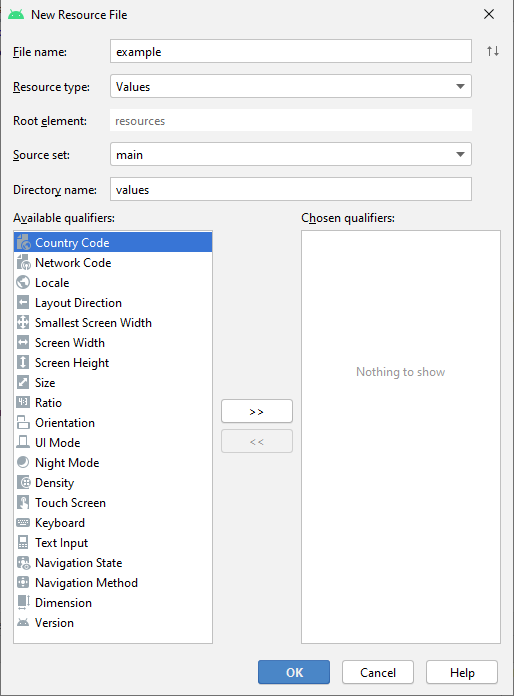 New Resource File
File name: example
Resource type: Values
Root element: resources
Source set: main
Directory name: values
Available qualifiers:
Chosen qualifiers:
Country Code
Network Code
Locale
Layout Direction
Smallest Screen Width
Screen Width
Screen Height
Size
4:3 Ratio
Orientation
UI Mode
Night Mode
Density
Touch Screen
Keyboard
Text Input
Navigation State
Navigation Method
Dimension
Version
>>
<<
Nothing to show
OK
Cancel
Help